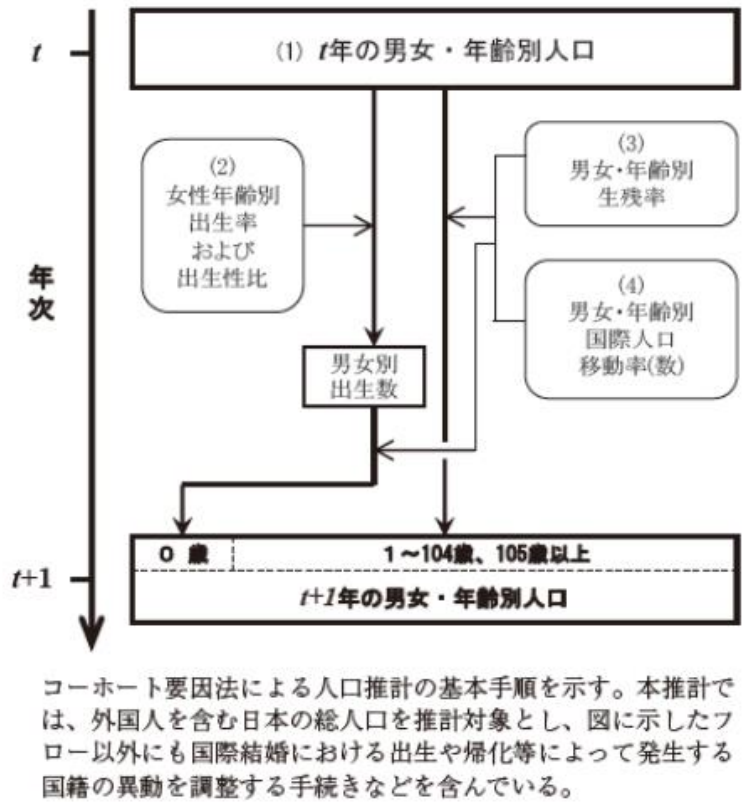 t
(1) t年の男女・年齢別人口
(2)
女性年齢別
出生率
および
出生性比
(3)
男女・年齢別
生残率
年次
(4)
男女・年齢別
国際人口
移動率(数)
男女別
出生数
0 歳
1～104歳、105歳以上
t+1
t+1年の男女・年齢別人口
コーホート要因法による人口推計の基本手順を示す。本推計で
は、外国人を含む日本の総人口を推計対象とし、図に示したフ
ロー以外にも国際結婚における出生や帰化等によって発生する
国籍の異動を調整する手続きなどを含んでいる。